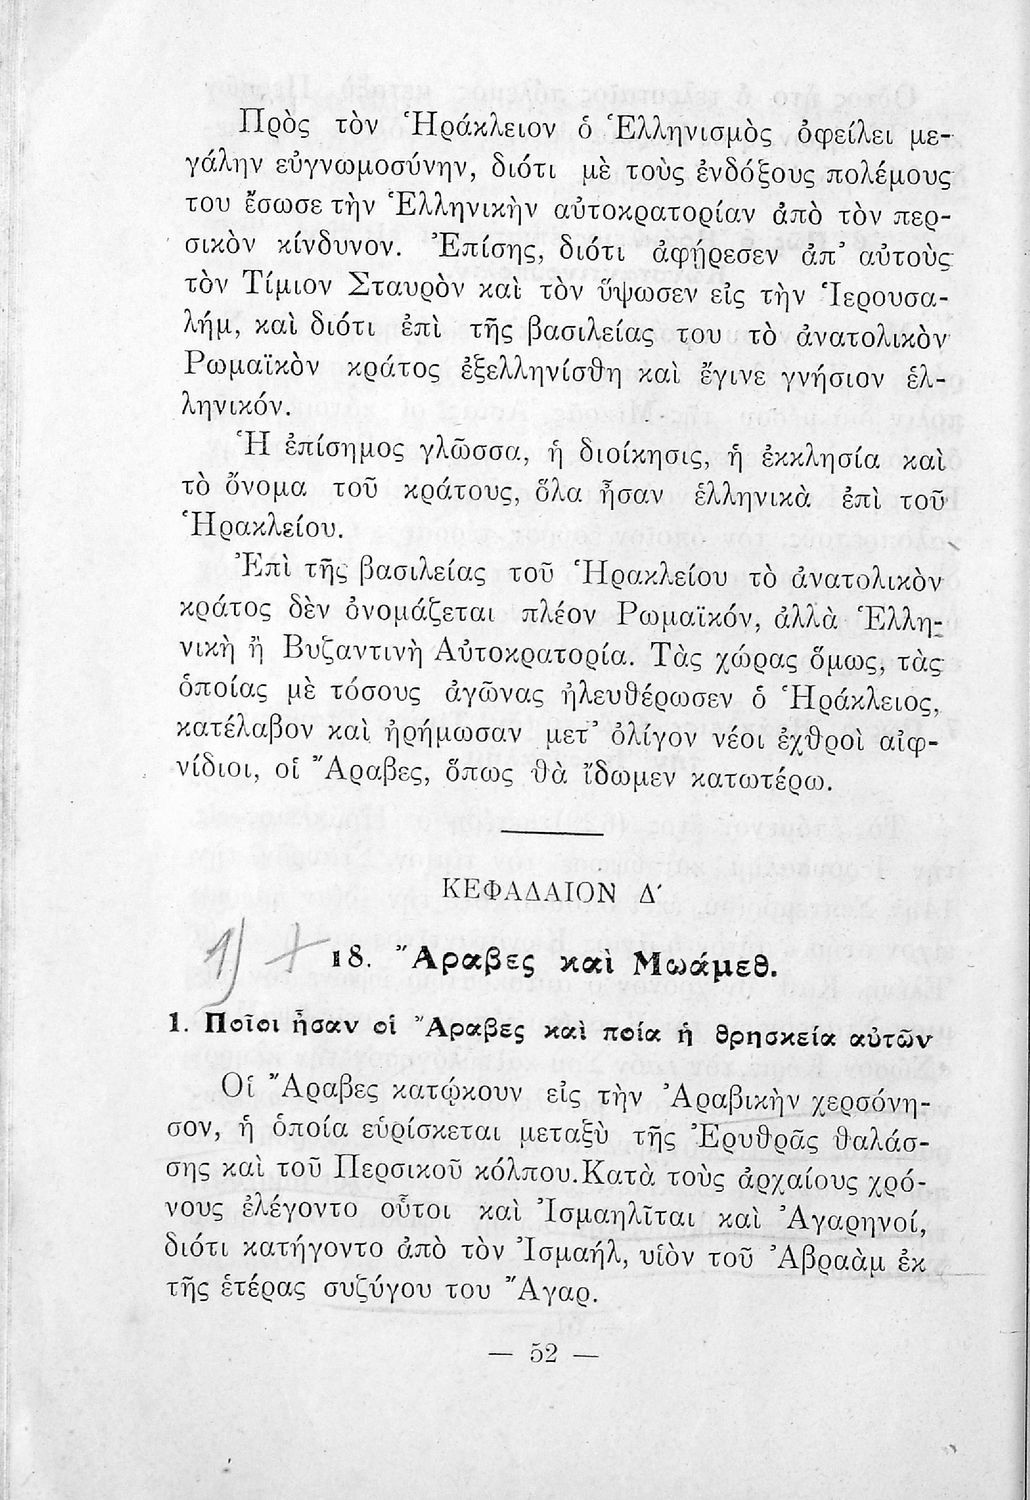 Πρὸς τὸν Ἡράκλειον ὁ Ἑλληνισμὸς ὀφείλει με-
γάλην εὐγνωμοσύνην, διότι μὲ τοὺς ἐνδόξους πολέμους
του ἔσωσε τὴν Ἑλληνικὴν αὐτοκρατορίαν ἀπὸ τὸν περ-
σικὸν κίνδυνον. Ἐπίσης, διότι ἀφῄρεσεν ἀπ’ αὐτοὺς
τὸν Τίμιον Σταυρὸν καὶ τὸν ὕψωσεν εἰς τὴν Ἱερουσα-
λήμ, καὶ διότι ἐπὶ τῆς βασιλείας του τὸ ἀνατολικὸν
Ρωμαϊκὸν κράτος ἐξελληνίσθη καὶ ἔγινε γνήσιον ἑλ-
ληνικόν.
Ἡ ἐπίσημος γλῶσσα, ἡ διοίκησις, ἡ ἐκκλησία καὶ
τὸ ὄνομα τοῦ κράτους, ὅλα ἦσαν ἑλληνικὰ ἐπὶ τοῦ
Ἡρακλείου.
Ἐπὶ τῆς βασιλείας τοῦ Ἡρακλείου τὸ ἀνατολικὸν
κράτος δὲν ὀνομάζεται πλέον Ρωμαϊκόν, ἀλλὰ Ἑλλη-
νικὴ ἢ Βυζαντινὴ Αὐτοκρατορία. Τὰς χώρας ὅμως, τὰς
ὁποίας μὲ τόσους ἀγῶνας ἠλευθέρωσεν ὁ Ἡράκλειος,
κατέλαβον καὶ ἠρήμωσαν μετ’ ὀλίγον νέοι ἐχθροὶ αἰφ-
νίδιοι, οἱ Ἄραβες, ὅπως θὰ ἴδωμεν κατωτέρω.
ΚΕΦΑΛΑΙΟΝ Δ΄
1) + 18. Ἄραβες καὶ Μωάμεθ.
1. Ποῖοι ἦσαν οἱ Ἄραβες καὶ ποία ἡ θρησκεία αὐτῶν
Οἱ Ἄραβες κατῴκουν εἰς τὴν Ἀραβικὴν χερσόνη-
σον, ἡ ὁποία εὑρίσκεται μεταξὺ τῆς Ἐρυθρᾶς θαλάσ-
σης καὶ τοῦ Περσικοῦ κόλπου. Κατὰ τοὺς ἀρχαίους χρό-
νους ἐλέγοντο οὗτοι καὶ Ἰσμαηλῖται καὶ Ἀγαρηνοί,
διότι κατήγοντο ἀπὸ τὸν Ἰσμαήλ, υἱὸν τοῦ Ἀβραὰμ ἐκ
τῆς ἑτέρας συζύγου του Ἄγαρ.
— 52 —